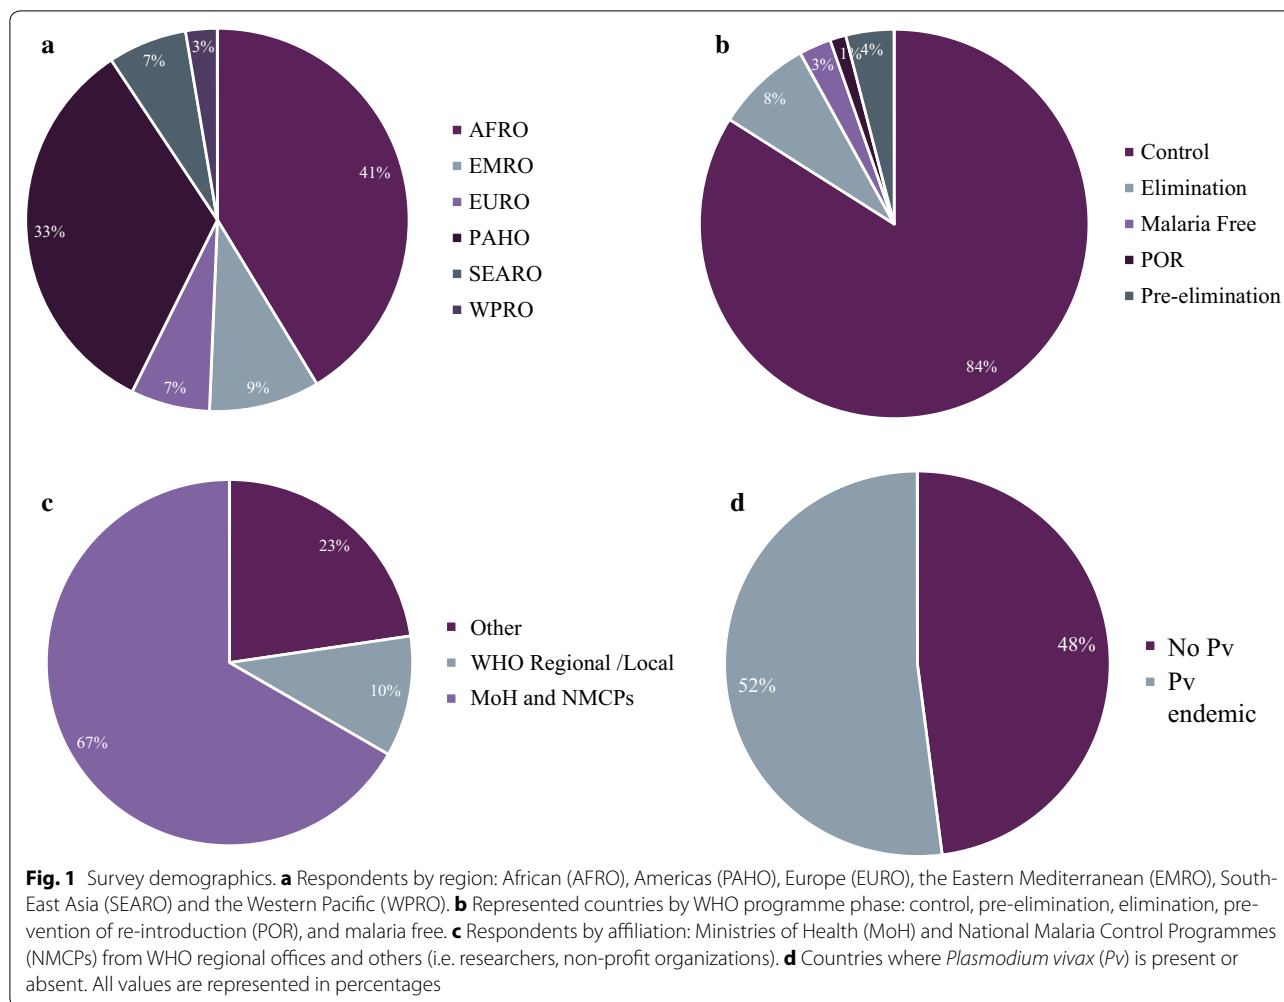 a
3%
7%
41%
33%
7%
9%
AFRO
EMRO
EURO
PAHO
SEARO
WPRO
b
1%
4%
3%
8%
84%
Control
Elimination
Malaria Free
POR
Pre-elimination
c
23%
10%
67%
Other
WHO Regional /Local
MoH and NMCPs
d
48%
52%
No Pv
Pv
endemic
Fig. 1 Survey demographics. a Respondents by region: African (AFRO), Americas (PAHO), Europe (EURO), the Eastern Mediterranean (EMRO), South-
East Asia (SEARO) and the Western Pacific (WPRO). b Represented countries by WHO programme phase: control, pre-elimination, elimination, pre-
vention of re-introduction (POR), and malaria free. c Respondents by affiliation: Ministries of Health (MoH) and National Malaria Control Programmes
(NMCPs) from WHO regional offices and others (i.e. researchers, non-profit organizations). d Countries where Plasmodium vivax (Pv) is present or
absent. All values are represented in percentages